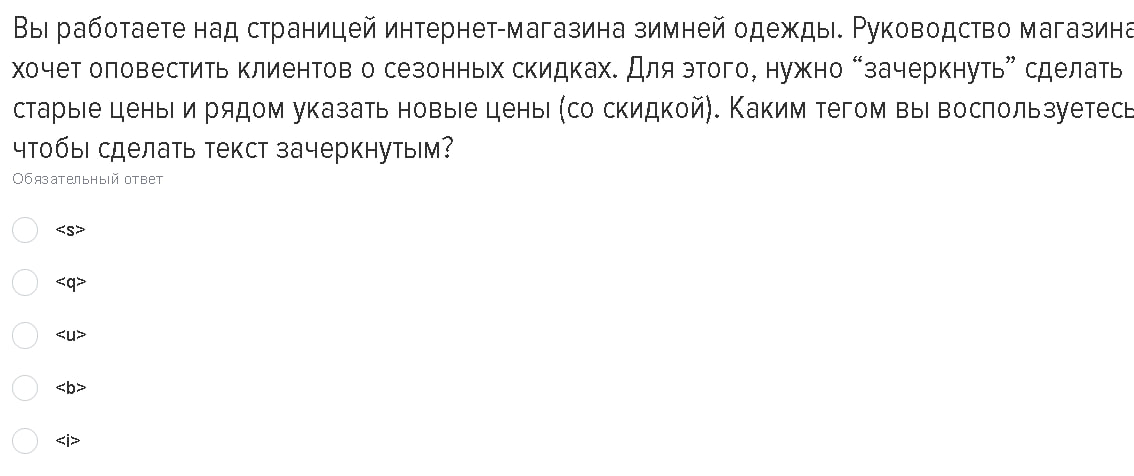 Вы работаете над страницей интернет-магазина зимней одежды. Руководство магазина
хочет оповестить клиентов о сезонных скидках. Для этого, нужно “зачеркнуть” сделать
старые цены и рядом указать новые цены (со скидкой). Каким тегом вы воспользуетесь
чтобы сделать текст зачеркнутым?
Обязательный ответ
<s>
<q>
<u>
<b>
<i>